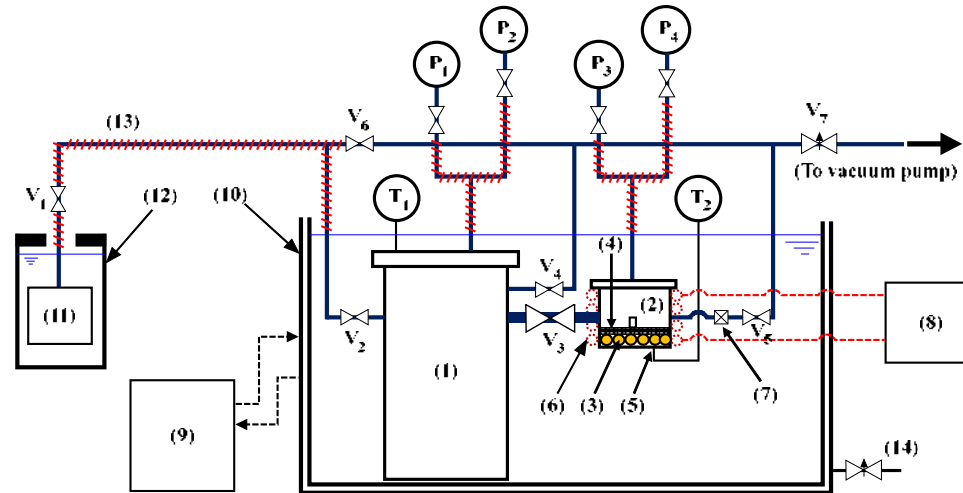 P2
P4
P1
P3
(13)
V6
V7
(To vacuum pump)
V1
(12)
(10)
T1
T2
(4)
V4
(2)
(11)
V2
V3
V5
(8)
(1)
(6)
(3)
(5)
(7)
(9)
(14)